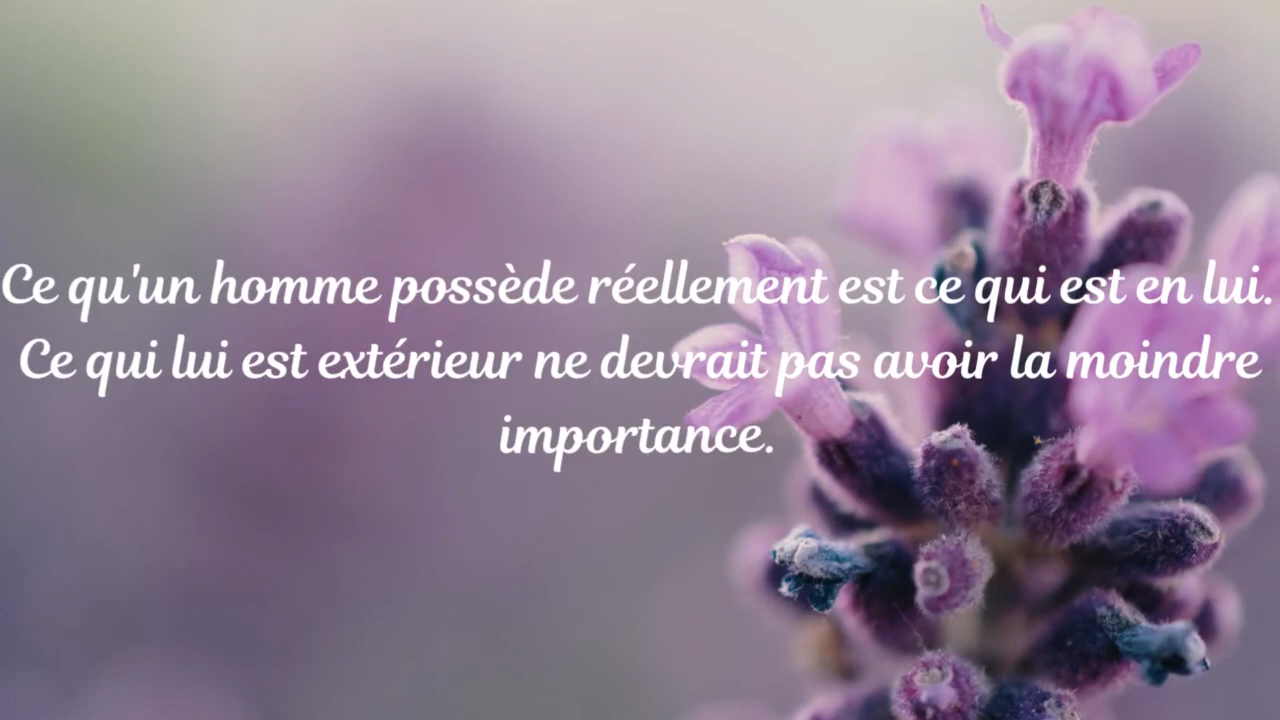 Ce qu'un homme possède réellement est ce qui est en lui.
Ce qui lui est extérieur ne devrait pas avoir la moindre
importance.